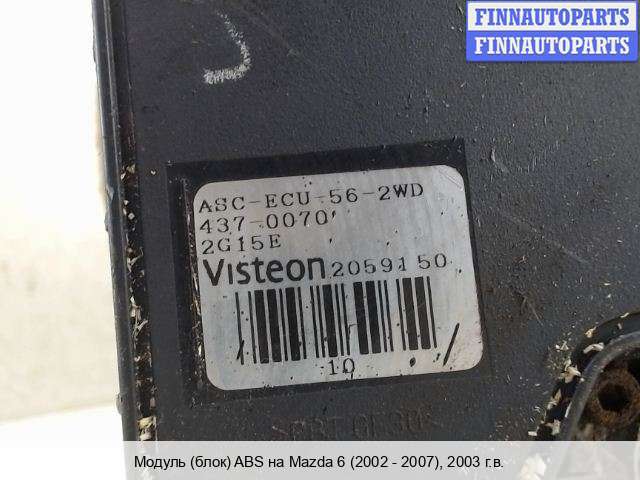 FINNAUTOPARTS
FINNAUTOPARTS
ASC-ECU-56-2WD
437-0070
2G15E
Visteon 2059150
10
Модуль (блок) ABS на Mazda 6 (2002 - 2007), 2003 г.в.